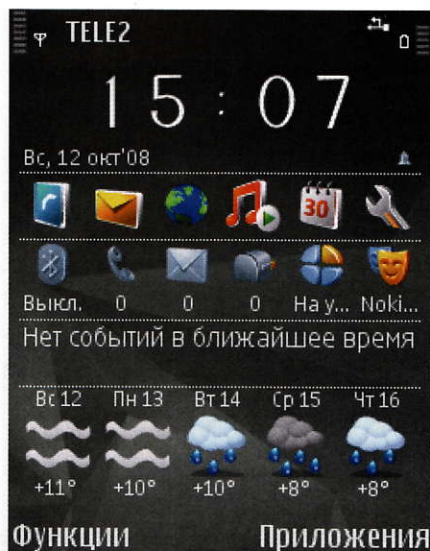 TELE2
15:07
Вс, 12 окт'08
30
Выкл. 0 0 0 На у... Noki...
Нет событий в ближайшее время
Вс 12 Пн 13 Вт 14 Ср 15 Чт 16
+11° +10° +10° +8° +8°
Функции Приложения